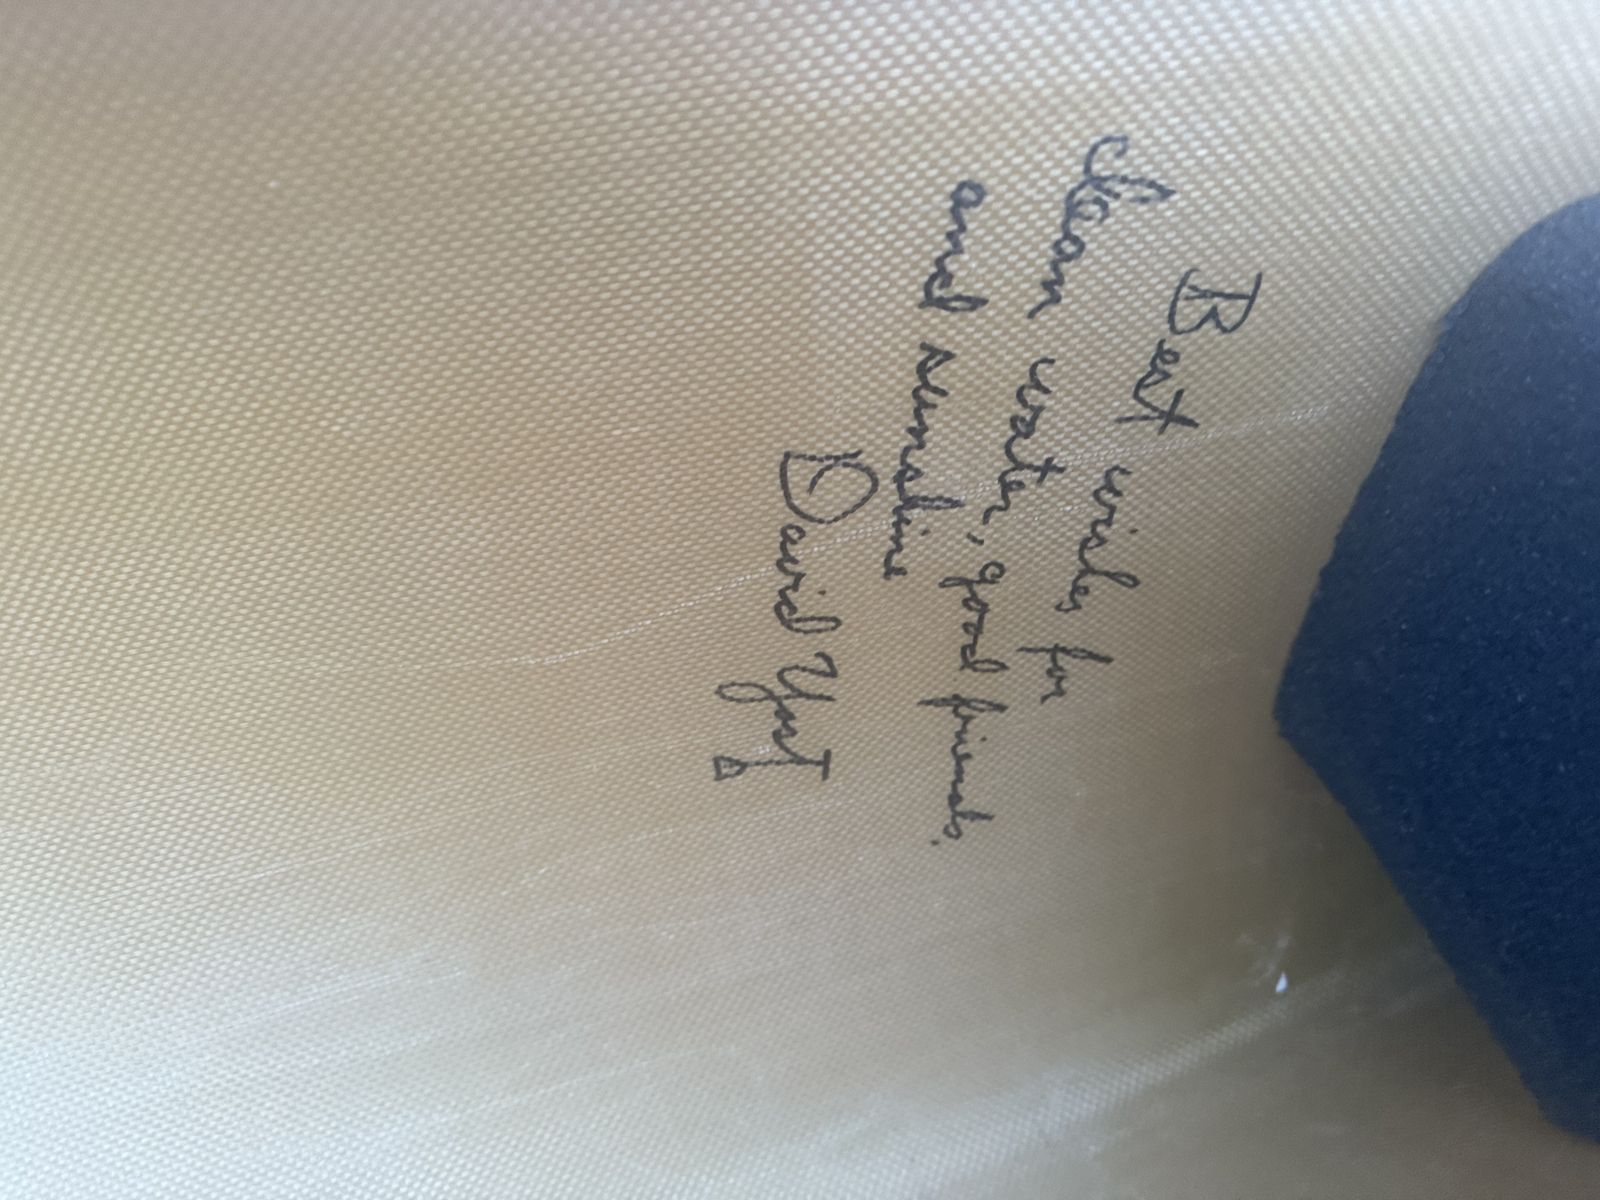 Best wishes for
clean water, good friends,
and sunshine
David Yost